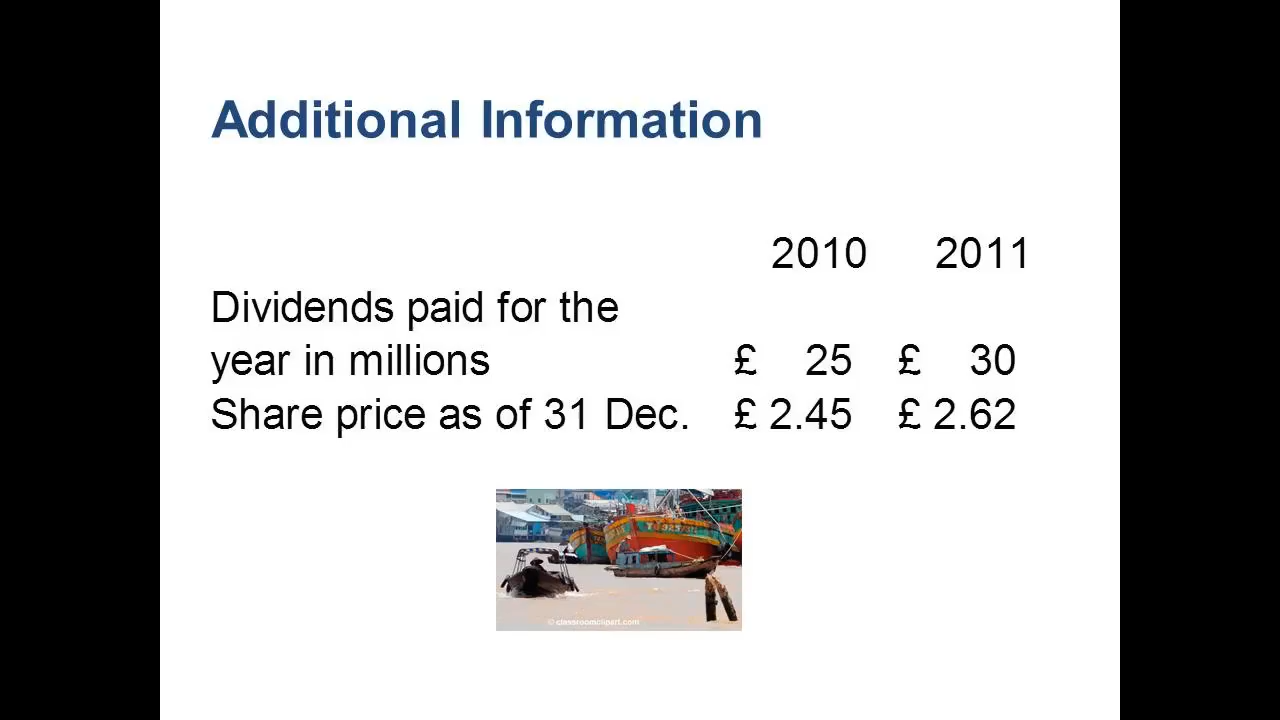 Additional Information
2010 2011
Dividends paid for the
year in millions £ 25 £ 30
Share price as of 31 Dec. £ 2.45 £ 2.62
© classroomclipart.com